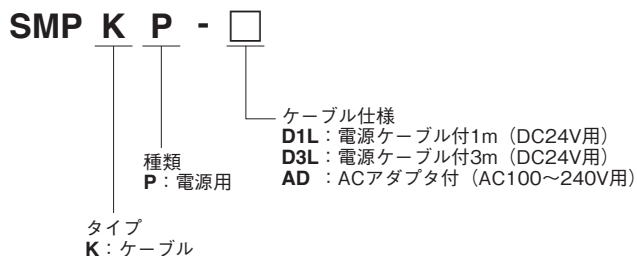 SMP K P - □
ケーブル仕様
D1L：電源ケーブル付1m（DC24V用）
D3L：電源ケーブル付3m（DC24V用）
AD ：ACアダプタ付（AC100～240V用）
種類
P：電源用
タイプ
K：ケーブル